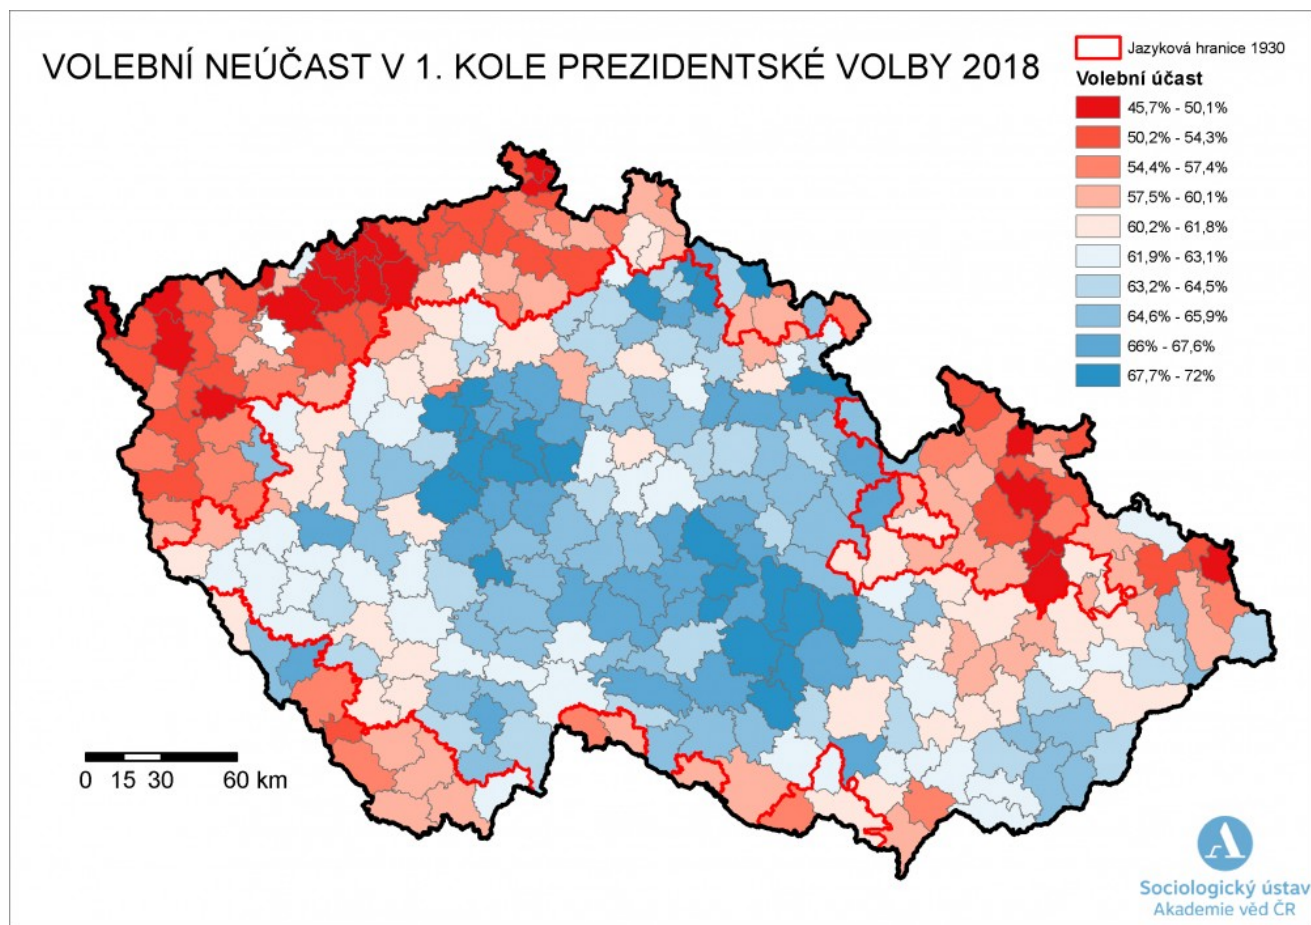 VOLEBNÍ NEÚČAST V 1. KOLE PREZIDENTSKÉ VOLBY 2018
Jazyková hranice 1930
Volební účast
45,7% - 50,1%
50,2% - 54,3%
54,4% - 57,4%
57,5% - 60,1%
60,2% - 61,8%
61,9% - 63,1%
63,2% - 64,5%
64,6% - 65,9%
66% - 67,6%
67,7% - 72%
0 15 30 60 km
Sociologický ústav
Akademie věd ČR